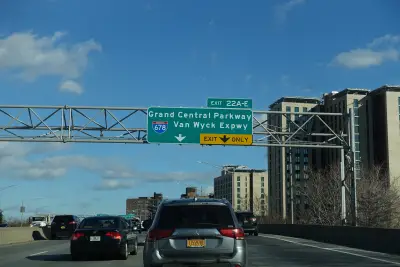 EXIT 22A-E
Grand Central Parkway
678
Van Wyck Expwy
EXIT ONLY